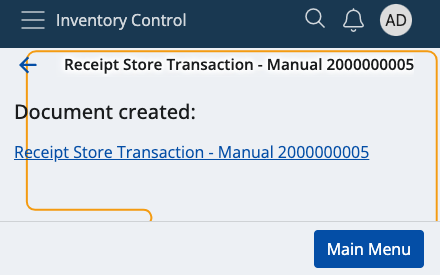 Inventory Control
AD
Receipt Store Transaction - Manual 2000000005
Document created:
Receipt Store Transaction - Manual 2000000005
Main Menu